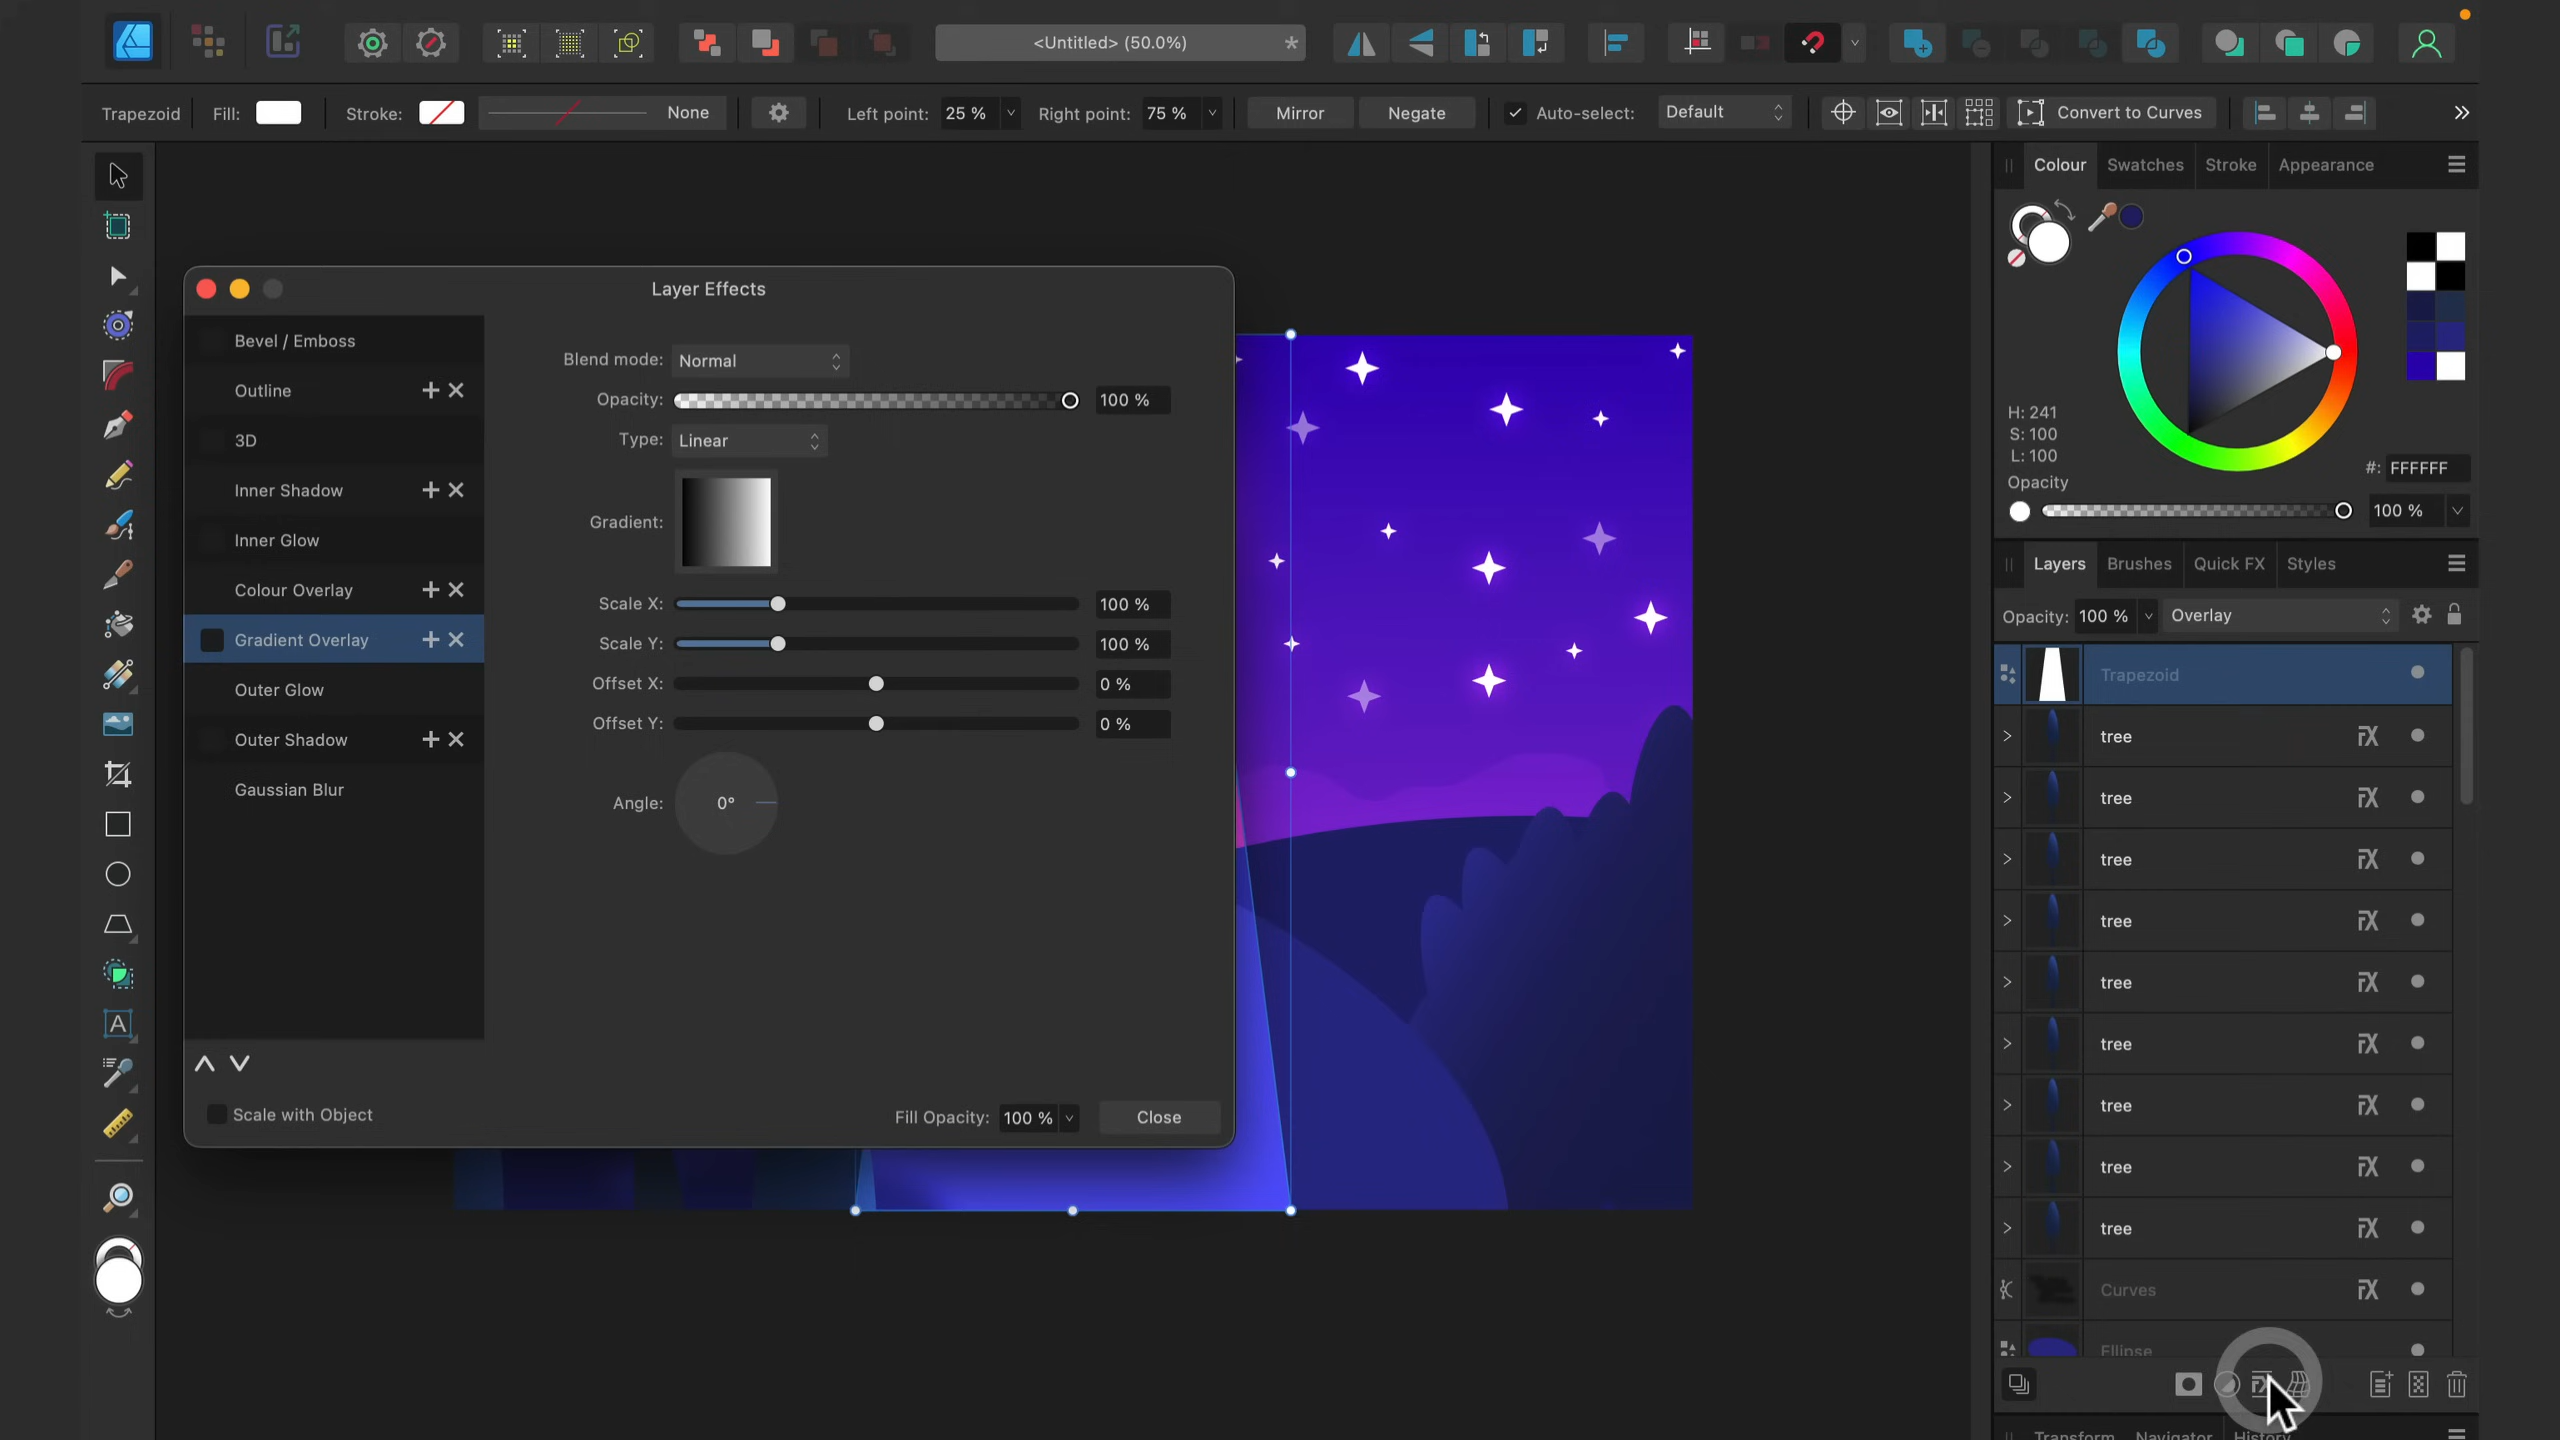 <Untitled> (50.0%)
*
Trapezoid
Fill:
Stroke:
None
Left point: 25 %
Right point: 75 %
Mirror
Negate
Auto-select:
Default
Convert to Curves
Colour
Swatches
Stroke
Appearance
H: 241
S: 100
L: 100
#: FFFFFF
Opacity
100 %
Layer Effects
Bevel / Emboss
Outline
3D
Inner Shadow
Inner Glow
Colour Overlay
Gradient Overlay
Outer Glow
Outer Shadow
Gaussian Blur
Blend mode: Normal
Opacity: 100 %
Type: Linear
Gradient:
Scale X: 100 %
Scale Y: 100 %
Offset X: 0 %
Offset Y: 0 %
Angle: 0°
Scale with Object
Fill Opacity: 100 %
Close
Layers
Brushes
Quick FX
Styles
Opacity: 100 %
Overlay
Trapezoid
tree
tree
tree
tree
tree
tree
tree
tree
tree
Curves
Ellipse
Transform
Navigator
History